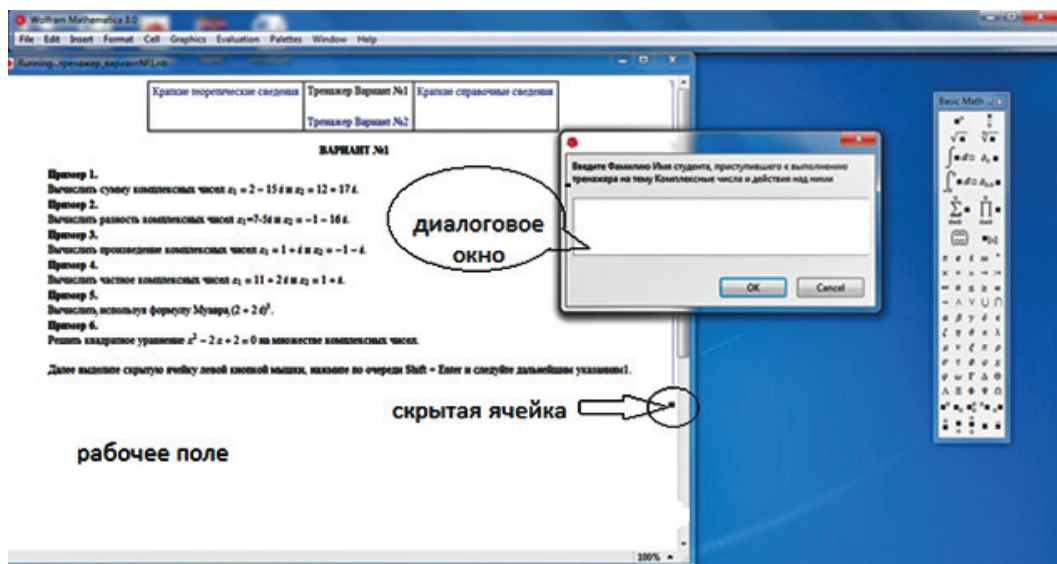 Wolfram Mathematica 8.0
File Edit Insert Format Cell Graphics Evaluation Palettes Window Help
Running...тренажер_вариант№1.nb
Краткие теоретические сведения
Тренажер Вариант №1
Тренажер Вариант №2
Краткие справочные сведения
ВАРИАНТ №1
Пример 1.
Вычислить сумму комплексных чисел z₁ = 2 − 15 i и z₂ = 12 + 17 i.
Пример 2.
Вычислить разность комплексных чисел z₁=7-5i и z₂ = −1 − 16 i.
Пример 3.
Вычислить произведение комплексных чисел z₁ = 1 + i и z₂ = −1 − i.
Пример 4.
Вычислить частное комплексных чисел z₁ = 11 + 2 i и z₂ = 1 + i.
Пример 5.
Вычислить, используя формулу Муавра, (2 + 2 i)⁵.
Пример 6.
Решить квадратное уравнение z² − 2 z + 2 = 0 на множестве комплексных чисел.
Далее выделите скрытую ячейку левой кнопкой мышки, нажмите по очереди Shift + Enter и следуйте дальнейшим указаниям1.
скрытая ячейка
рабочее поле
100%
диалоговое
окно
Введите Фамилию Имя студента, приступившего к выполнению
тренажера на тему Комплексные числа и действия над ними
OK Cancel
Basic Math ...